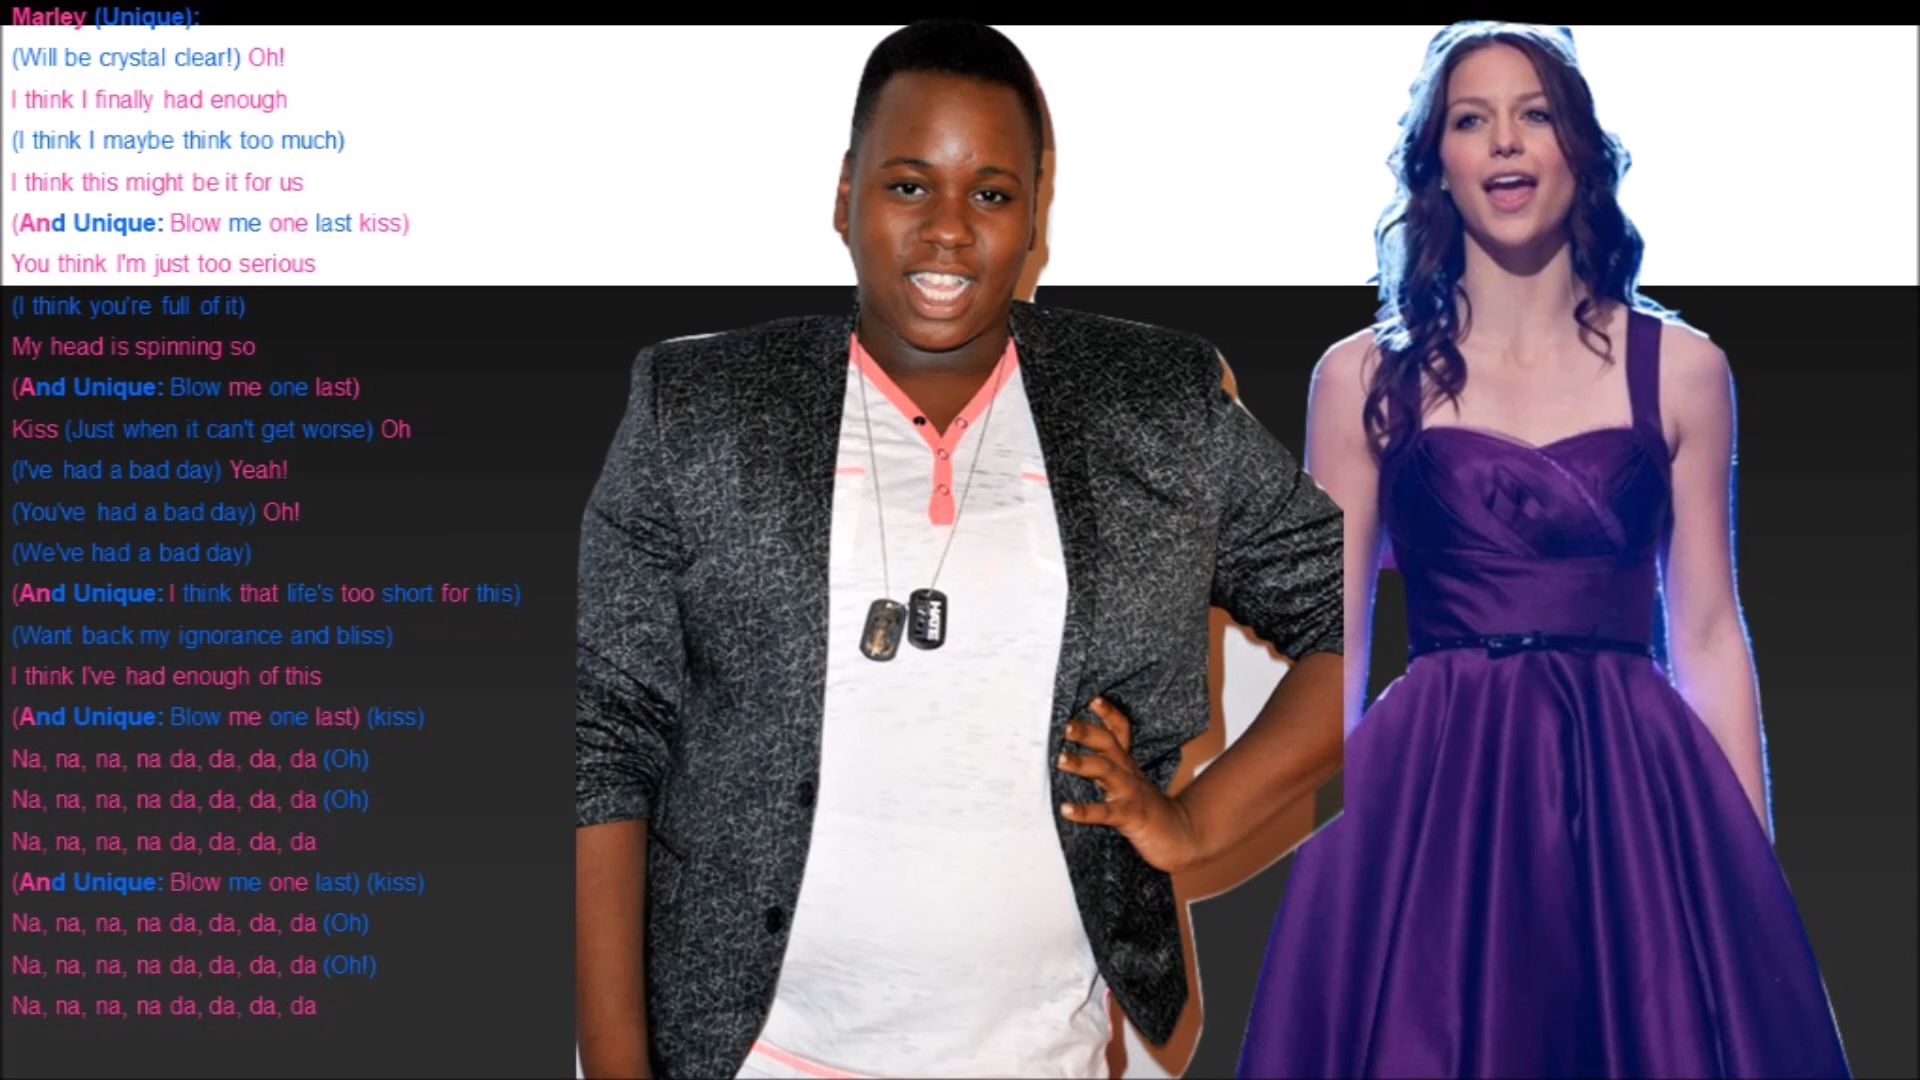 Marley (Unique):
(Will be crystal clear!) Oh!
I think I finally had enough
(I think I maybe think too much)
I think this might be it for us
(And Unique: Blow me one last kiss)
You think I'm just too serious
(I think you're full of it)
My head is spinning so
(And Unique: Blow me one last)
Kiss (Just when it can't get worse) Oh
(I've had a bad day) Yeah!
(You've had a bad day) Oh!
(We've had a bad day)
(And Unique: I think that life's too short for this)
(Want back my ignorance and bliss)
I think I've had enough of this
(And Unique: Blow me one last) (kiss)
Na, na, na, na da, da, da, da (Oh)
Na, na, na, na da, da, da, da (Oh)
Na, na, na, na da, da, da, da
(And Unique: Blow me one last) (kiss)
Na, na, na, na da, da, da, da (Oh)
Na, na, na, na da, da, da, da (Oh!)
Na, na, na, na da, da, da, da
HATE